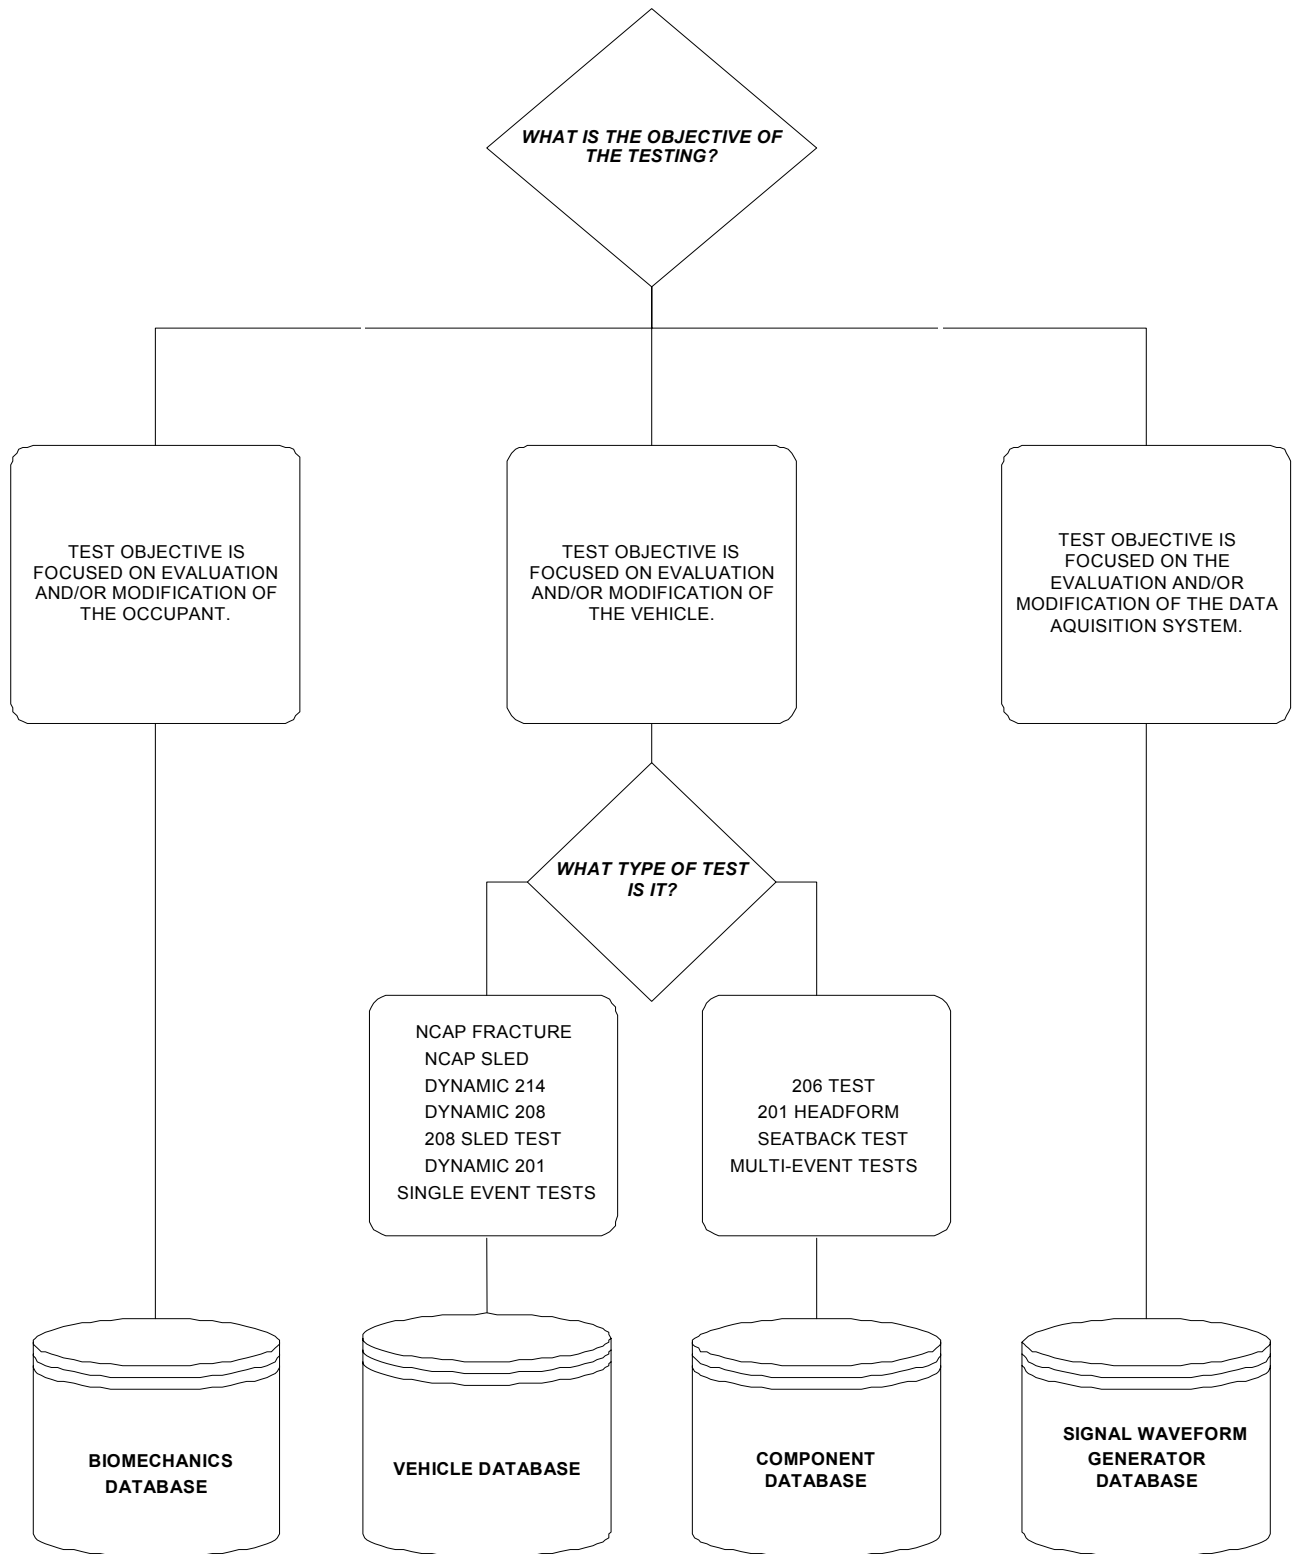 WHAT IS THE OBJECTIVE OF
THE TESTING?
TEST OBJECTIVE IS
FOCUSED ON EVALUATION
AND/OR MODIFICATION OF
THE OCCUPANT.
TEST OBJECTIVE IS
FOCUSED ON EVALUATION
AND/OR MODIFICATION OF
THE VEHICLE.
TEST OBJECTIVE IS
FOCUSED ON THE
EVALUATION AND/OR
MODIFICATION OF THE DATA
AQUISITION SYSTEM.
WHAT TYPE OF TEST
IS IT?
NCAP FRACTURE
NCAP SLED
DYNAMIC 214
DYNAMIC 208
208 SLED TEST
DYNAMIC 201
SINGLE EVENT TESTS
206 TEST
201 HEADFORM
SEATBACK TEST
MULTI-EVENT TESTS
BIOMECHANICS
DATABASE
VEHICLE DATABASE
COMPONENT
DATABASE
SIGNAL WAVEFORM
GENERATOR
DATABASE